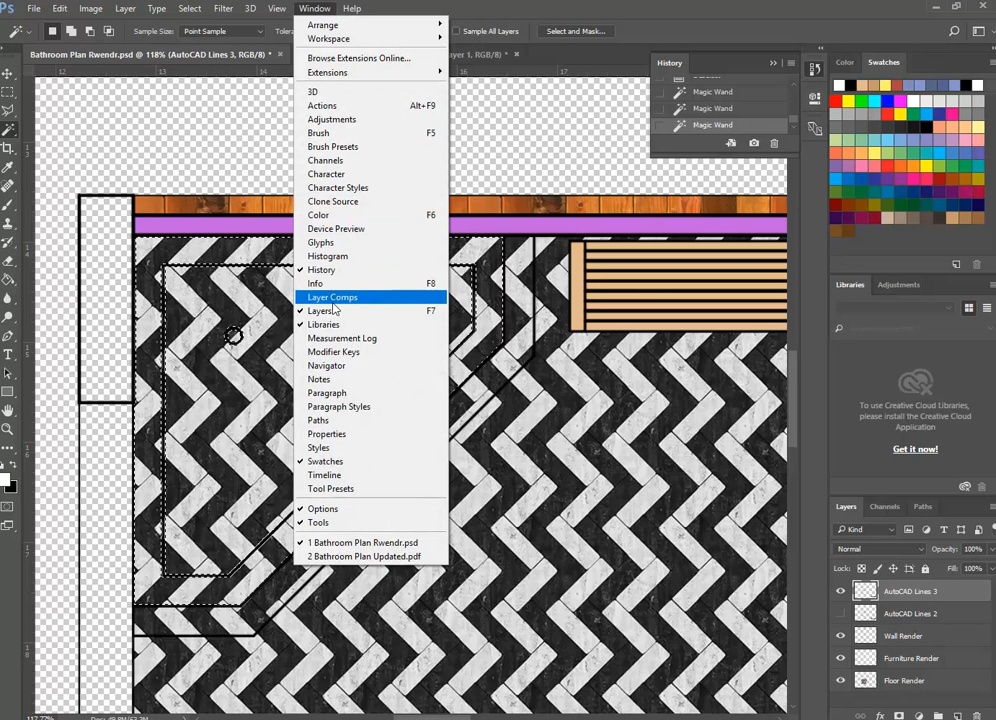 Ps File Edit Image Layer Type Select Filter 3D View Window Help
Sample Size: Point Sample
Sample All Layers Select and Mask...
Bathroom Plan Rwendr.psd @ 118% (AutoCAD Lines 3, RGB/8) *
Layer 1, RGB/8) *
12 13 14 16 17
Arrange
Workspace
Browse Extensions Online...
Extensions
3D
Actions Alt+F9
Adjustments
Brush F5
Brush Presets
Channels
Character
Character Styles
Clone Source
Color F6
Device Preview
Glyphs
Histogram
History
Info F8
Layer Comps
Layers F7
Libraries
Measurement Log
Modifier Keys
Navigator
Notes
Paragraph
Paragraph Styles
Paths
Properties
Styles
Swatches
Timeline
Tool Presets
Options
Tools
1 Bathroom Plan Rwendr.psd
2 Bathroom Plan Updated.pdf
History
Magic Wand
Magic Wand
Magic Wand
Color Swatches
Libraries Adjustments
To use Creative Cloud Libraries,
please install the Creative Cloud
Application
Get it now!
Layers Channels Paths
Kind
Normal Opacity: 100%
Lock: Fill: 100%
AutoCAD Lines 3
AutoCAD Lines 2
Wall Render
Furniture Render
Floor Render
fx